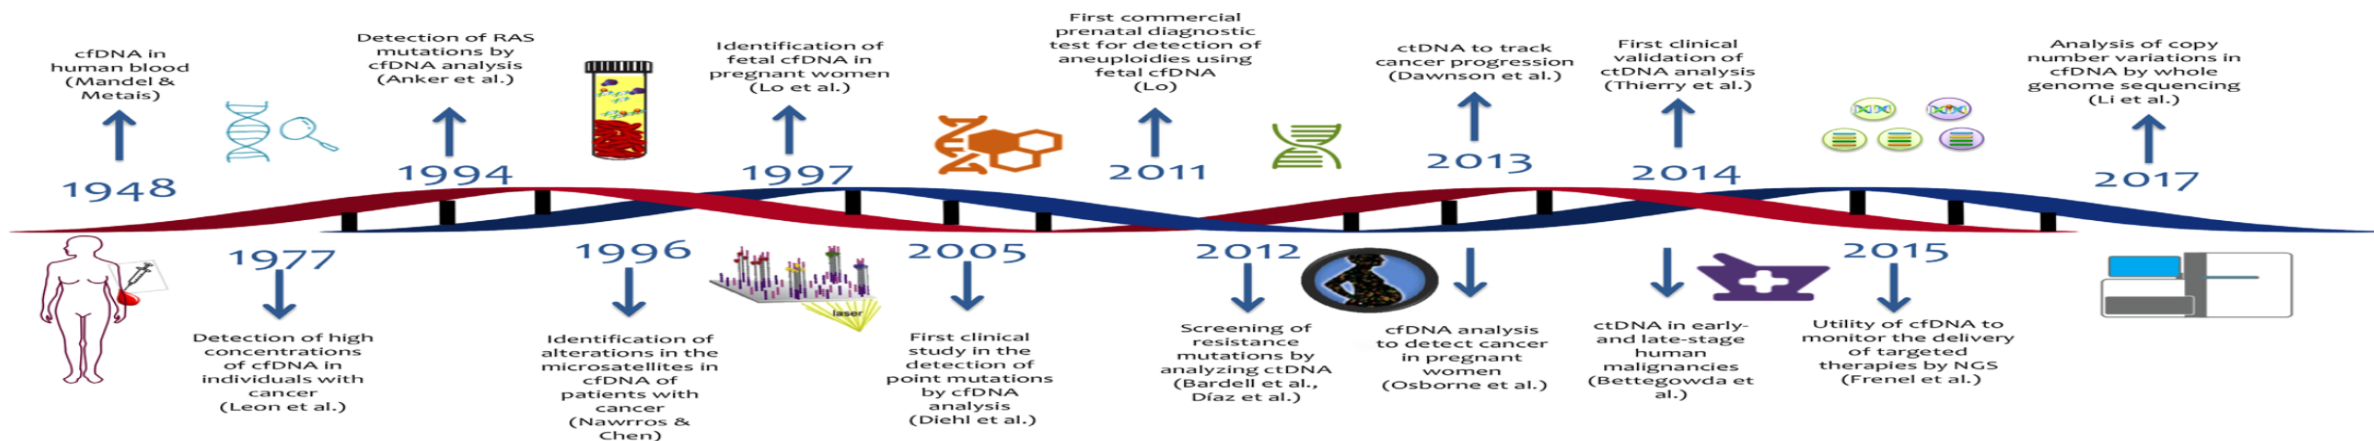 cfDNA in
human blood
(Mandel &
Metais)
1948
1977
Detection of high
concentrations
of cfDNA in
individuals with
cancer
(Leon et al.)
Detection of RAS
mutations by
cfDNA analysis
(Anker et al.)
1994
1996
Identification of
alterations in the
microsatellites in
cfDNA of
patients with
cancer
(Nawrros &
Chen)
Identification of
fetal cfDNA in
pregnant women
(Lo et al.)
1997
laser
2005
First clinical
study in the
detection of
point mutations
by cfDNA
analysis
(Diehl et al.)
First commercial
prenatal diagnostic
test for detection of
aneuploidies using
fetal cfDNA
(Lo)
2011
2012
Screening of
resistance
mutations by
analyzing ctDNA
(Bardell et al.,
Díaz et al.)
ctDNA to track
cancer progression
(Dawnson et al.)
2013
cfDNA analysis
to detect cancer
in pregnant
women
(Osborne et al.)
First clinical
validation of
ctDNA analysis
(Thierry et al.)
2014
ctDNA in early-
and late-stage
human
malignancies
(Bettegowda et
al.)
2015
Utility of cfDNA to
monitor the delivery
of targeted
therapies by NGS
(Frenel et al.)
Analysis of copy
number variations in
cfDNA by whole
genome sequencing
(Li et al.)
2017